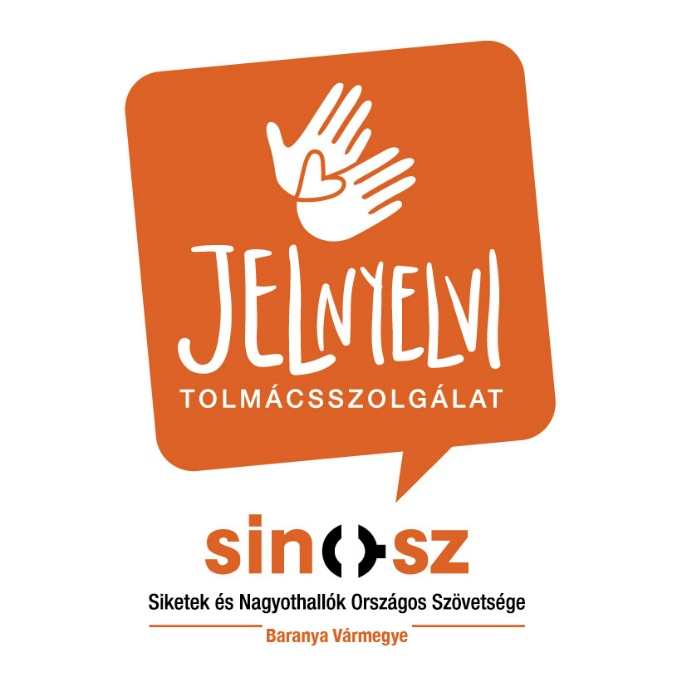 JELNYELVI
TOLMÁCSSZOLGÁLAT
sinosz
Siketek és Nagyothallók Országos Szövetsége
Baranya Vármegye